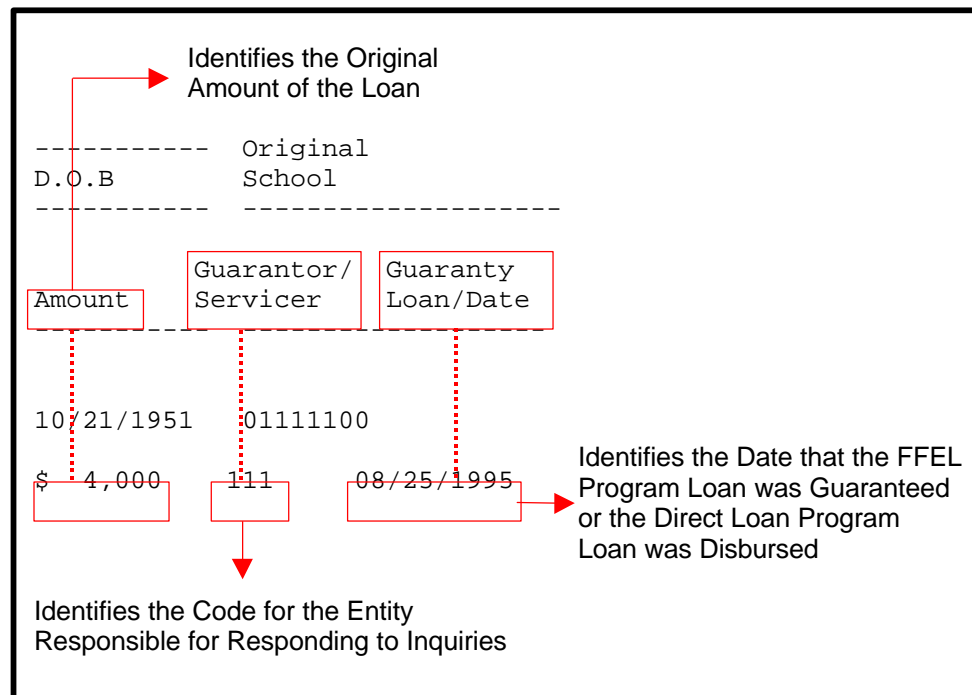 Identifies the Original
Amount of the Loan
----------- Original
D.O.B School
----------- --------------------
Guarantor/ Guaranty
Amount Servicer Loan/Date
----------- -------------------
10/21/1951 01111100
$ 4,000 111 08/25/1995
Identifies the Date that the FFEL
Program Loan was Guaranteed
or the Direct Loan Program
Loan was Disbursed
Identifies the Code for the Entity
Responsible for Responding to Inquiries